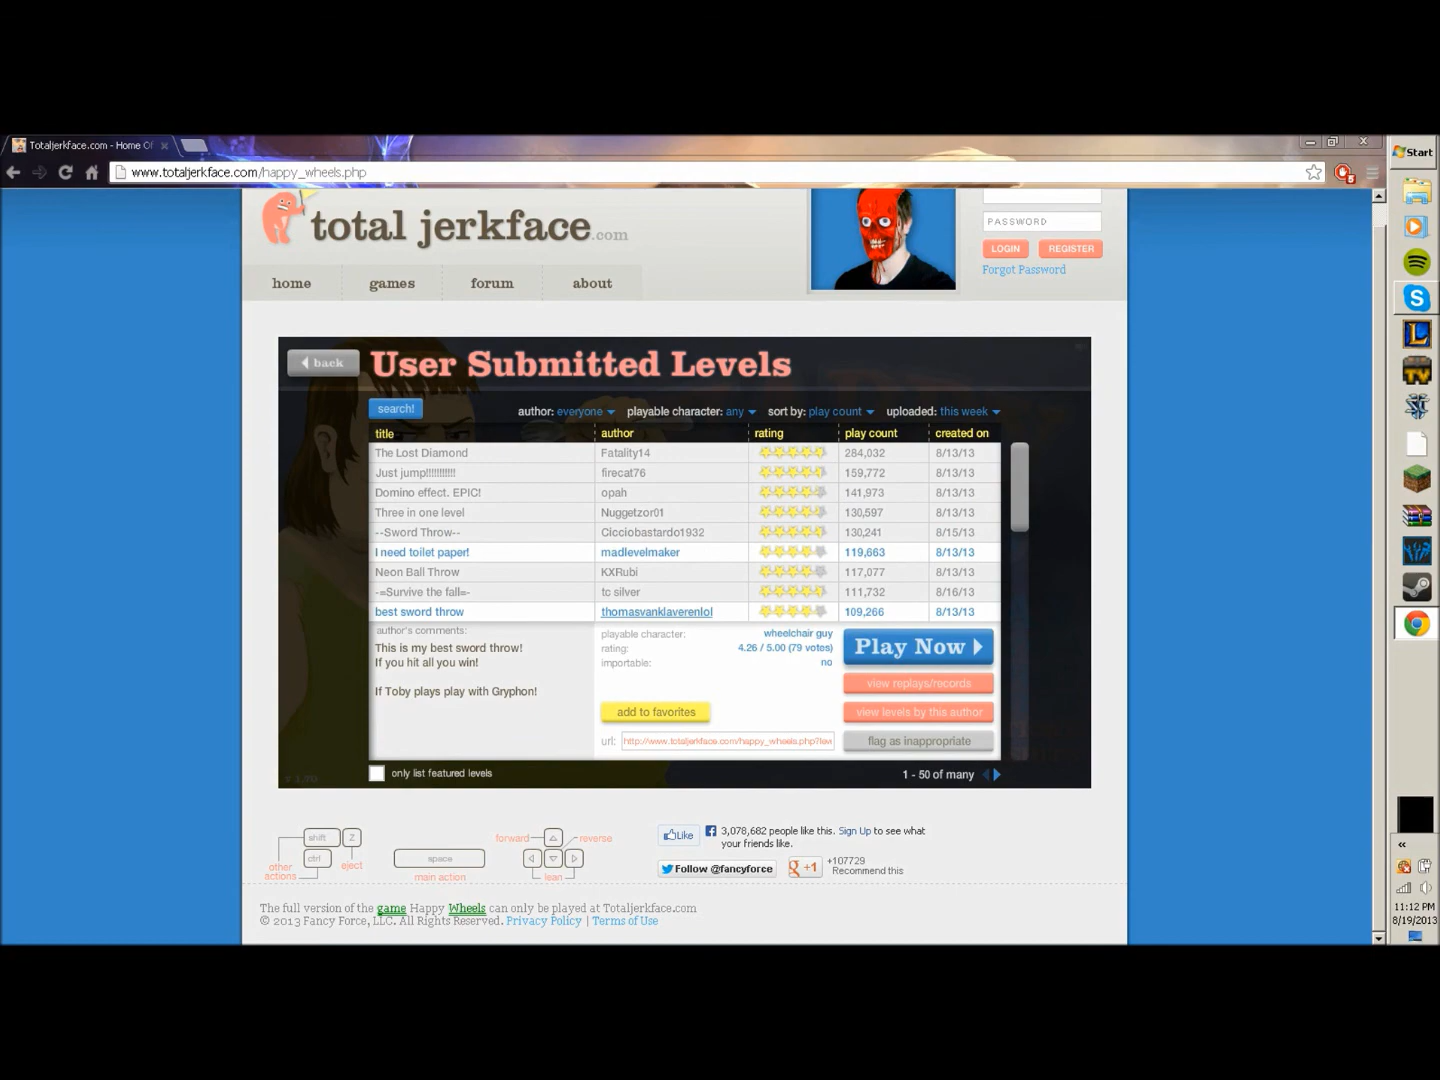 Totaljerkface.com - Home Of
www.totaljerkface.com/happy_wheels.php
Start
total jerkface.com
PASSWORD
LOGIN REGISTER
Forgot Password
home games forum about
back User Submitted Levels
search! author: everyone playable character: any sort by: play count uploaded: this week
title author rating play count created on
The Lost Diamond Fatality14 284,032 8/13/13
Just jump!!!!!!!!!!! firecat76 159,772 8/13/13
Domino effect. EPIC! opah 141,973 8/13/13
Three in one level Nuggetzor01 130,597 8/13/13
--Sword Throw-- Cicciobastardo1932 130,241 8/15/13
I need toilet paper! madlevelmaker 119,663 8/13/13
Neon Ball Throw KXRubi 117,077 8/13/13
-=Survive the fall=- tc silver 111,732 8/16/13
best sword throw thomasvanklaverenlol 109,266 8/13/13
author's comments:
This is my best sword throw!
If you hit all you win!
If Toby plays play with Gryphon!
playable character: wheelchair guy
rating: 4.26 / 5.00 (79 votes)
importable: no
add to favorites
url: http://www.totaljerkface.com/happy_wheels.php?lev
Play Now
view replays/records
view levels by this author
flag as inappropriate
only list featured levels
1 - 50 of many
shift Z
ctrl
other actions
eject
space
main action
forward
reverse
lean
Like 3,078,682 people like this. Sign Up to see what
your friends like.
Follow @fancyforce
+1 +107729
Recommend this
The full version of the game Happy Wheels can only be played at Totaljerkface.com
© 2013 Fancy Force, LLC. All Rights Reserved. Privacy Policy | Terms of Use
11:12 PM
8/19/2013